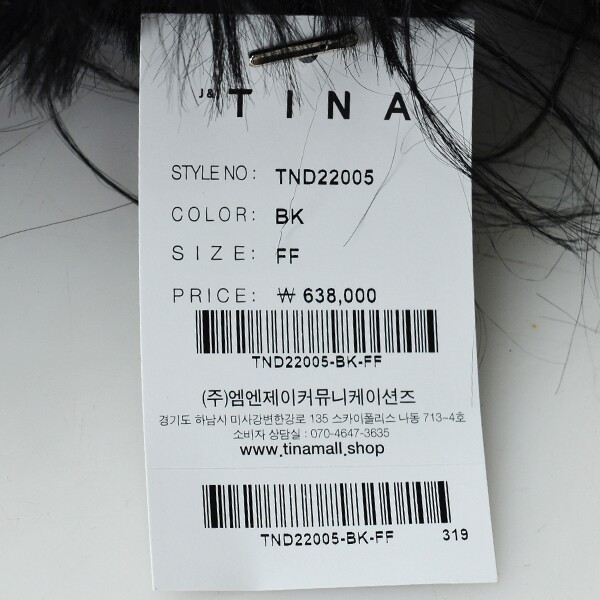 J& TINA
STYLE NO: TND22005
COLOR: BK
SIZE: FF
PRICE: ₩ 638,000
TND22005-BK-FF
(주)엠엔제이커뮤니케이션즈
경기도 하남시 미사강변한강로 135 스카이폴리스 나동 713~4호
소비자 상담실 : 070-4647-3635
www.tinamall.shop
TND22005-BK-FF 319